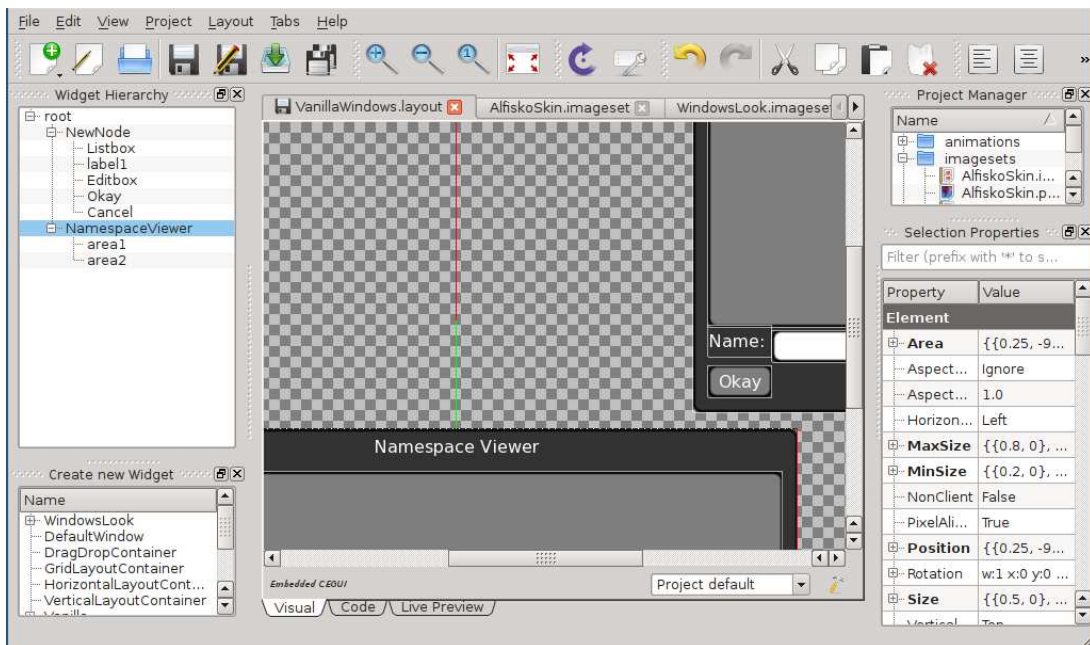 File Edit View Project Layout Tabs Help
»
Widget Hierarchy
root
NewNode
Listbox
label1
Editbox
Okay
Cancel
NamespaceViewer
area1
area2
Create new Widget
Name
WindowsLook
DefaultWindow
DragDropContainer
GridLayoutContainer
HorizontalLayoutCont...
VerticalLayoutContainer
Vanilla
VanillaWindows.layout AlfiskoSkin.imageset WindowsLook.imageset
Name:
Okay
Namespace Viewer
Embedded CEGUI
Project default
Visual Code Live Preview
Project Manager
Name
animations
imagesets
AlfiskoSkin.i...
AlfiskoSkin.p...
Selection Properties
Filter (prefix with '*' to s...
Property Value
Element
Area {{0.25, -9...
Aspect... Ignore
Aspect... 1.0
Horizon... Left
MaxSize {{0.8, 0}, ...
MinSize {{0.2, 0}, ...
NonClient False
PixelAli... True
Position {{0.25, -9...
Rotation w:1 x:0 y:0 ...
Size {{0.5, 0}, ...
Vertical... Top